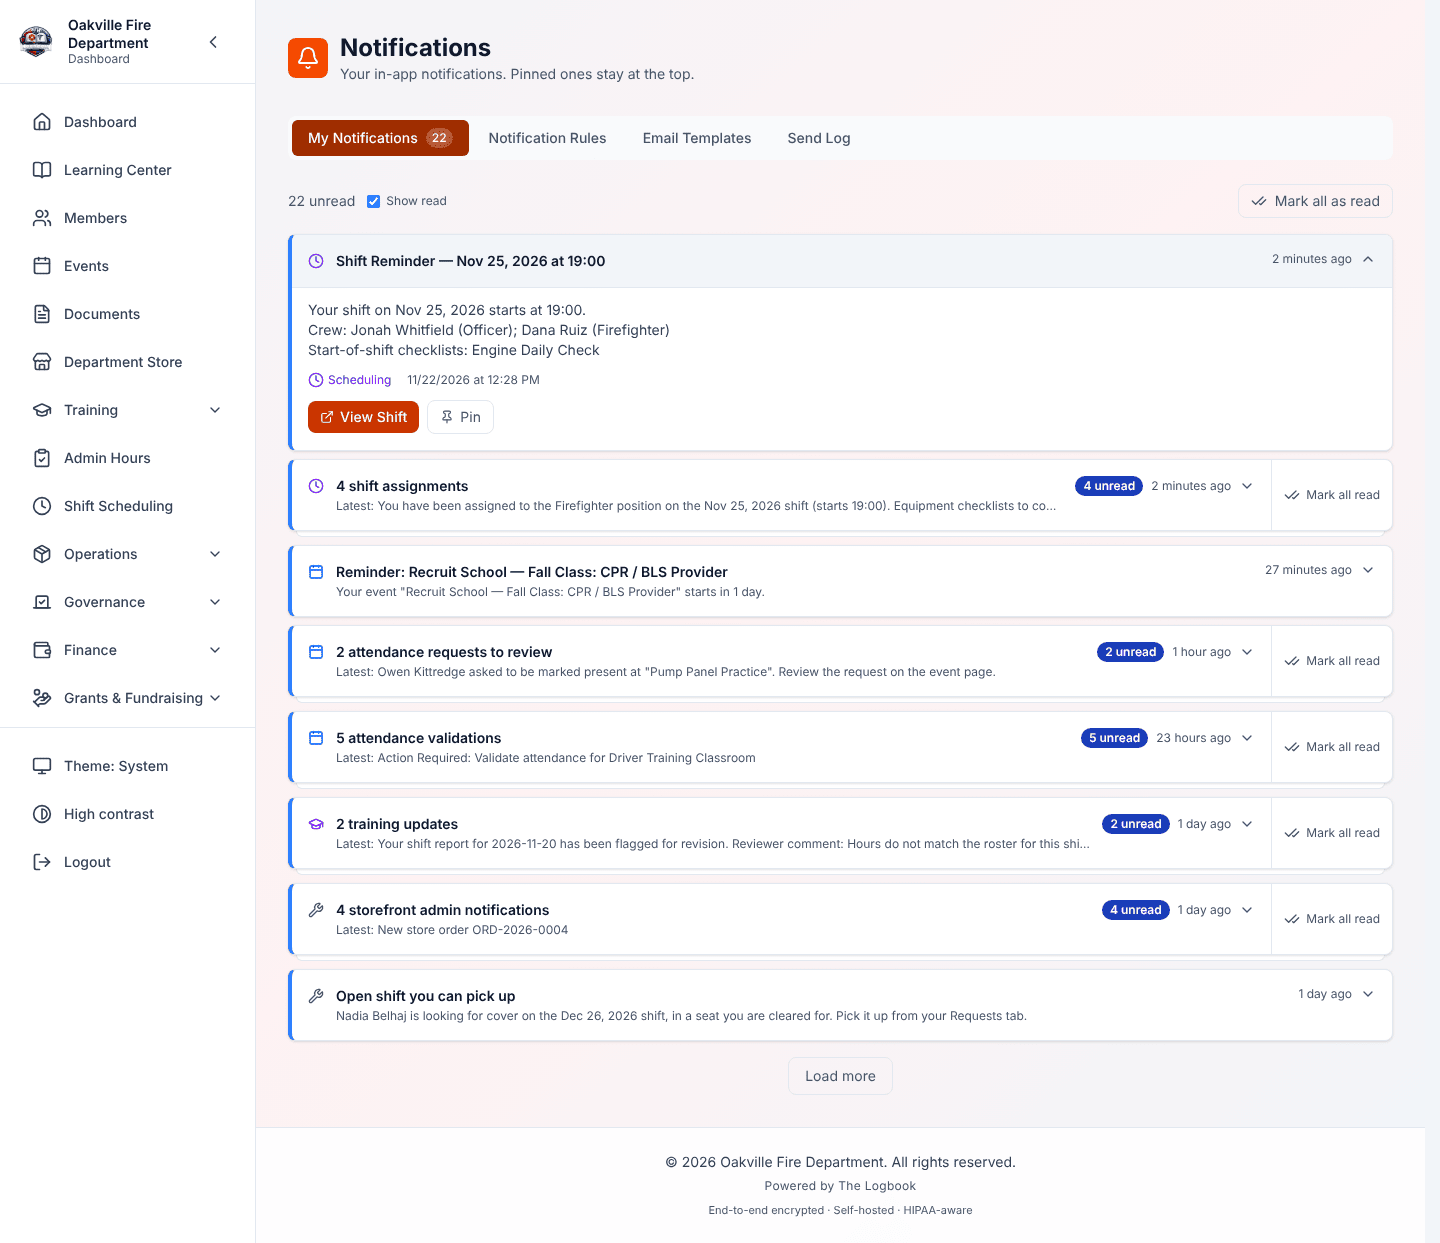 Oakville Fire
Department
Dashboard
Dashboard
Learning Center
Members
Events
Documents
Department Store
Training
Admin Hours
Shift Scheduling
Operations
Governance
Finance
Grants & Fundraising
Theme: System
High contrast
Logout
Notifications
Your in-app notifications. Pinned ones stay at the top.
My Notifications 22 Notification Rules Email Templates Send Log
22 unread Show read Mark all as read
Shift Reminder — Nov 25, 2026 at 19:00 2 minutes ago
Your shift on Nov 25, 2026 starts at 19:00.
Crew: Jonah Whitfield (Officer); Dana Ruiz (Firefighter)
Start-of-shift checklists: Engine Daily Check
Scheduling 11/22/2026 at 12:28 PM
View Shift Pin
4 shift assignments 4 unread 2 minutes ago Mark all read
Latest: You have been assigned to the Firefighter position on the Nov 25, 2026 shift (starts 19:00). Equipment checklists to co...
Reminder: Recruit School — Fall Class: CPR / BLS Provider 27 minutes ago
Your event "Recruit School — Fall Class: CPR / BLS Provider" starts in 1 day.
2 attendance requests to review 2 unread 1 hour ago Mark all read
Latest: Owen Kittredge asked to be marked present at "Pump Panel Practice". Review the request on the event page.
5 attendance validations 5 unread 23 hours ago Mark all read
Latest: Action Required: Validate attendance for Driver Training Classroom
2 training updates 2 unread 1 day ago Mark all read
Latest: Your shift report for 2026-11-20 has been flagged for revision. Reviewer comment: Hours do not match the roster for this shi...
4 storefront admin notifications 4 unread 1 day ago Mark all read
Latest: New store order ORD-2026-0004
Open shift you can pick up 1 day ago
Nadia Belhaj is looking for cover on the Dec 26, 2026 shift, in a seat you are cleared for. Pick it up from your Requests tab.
Load more
© 2026 Oakville Fire Department. All rights reserved.
Powered by The Logbook
End-to-end encrypted · Self-hosted · HIPAA-aware